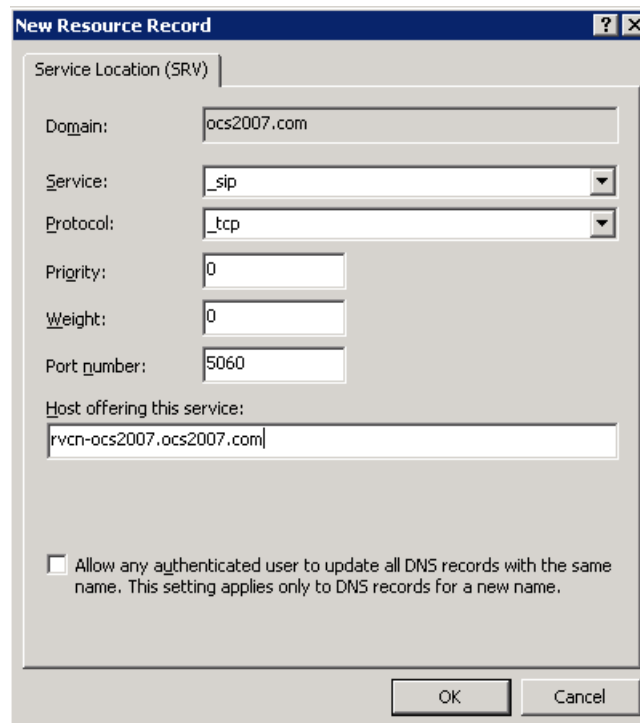 New Resource Record
Service Location (SRV)
Domain: ocs2007.com
Service: _sip
Protocol: _tcp
Priority: 0
Weight: 0
Port number: 5060
Host offering this service:
rvcn-ocs2007.ocs2007.com
Allow any authenticated user to update all DNS records with the same
name. This setting applies only to DNS records for a new name.
OK Cancel